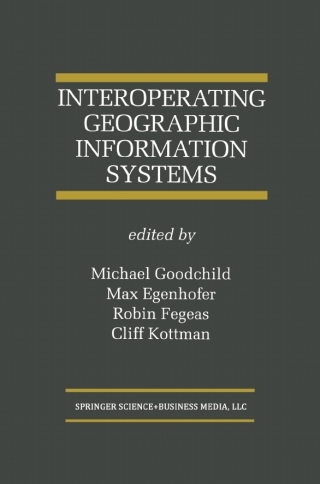 INTEROPERATING
GEOGRAPHIC
INFORMATION
SYSTEMS
edited by
Michael Goodchild
Max Egenhofer
Robin Fegeas
Cliff Kottman
SPRINGER SCIENCE+BUSINESS MEDIA, LLC